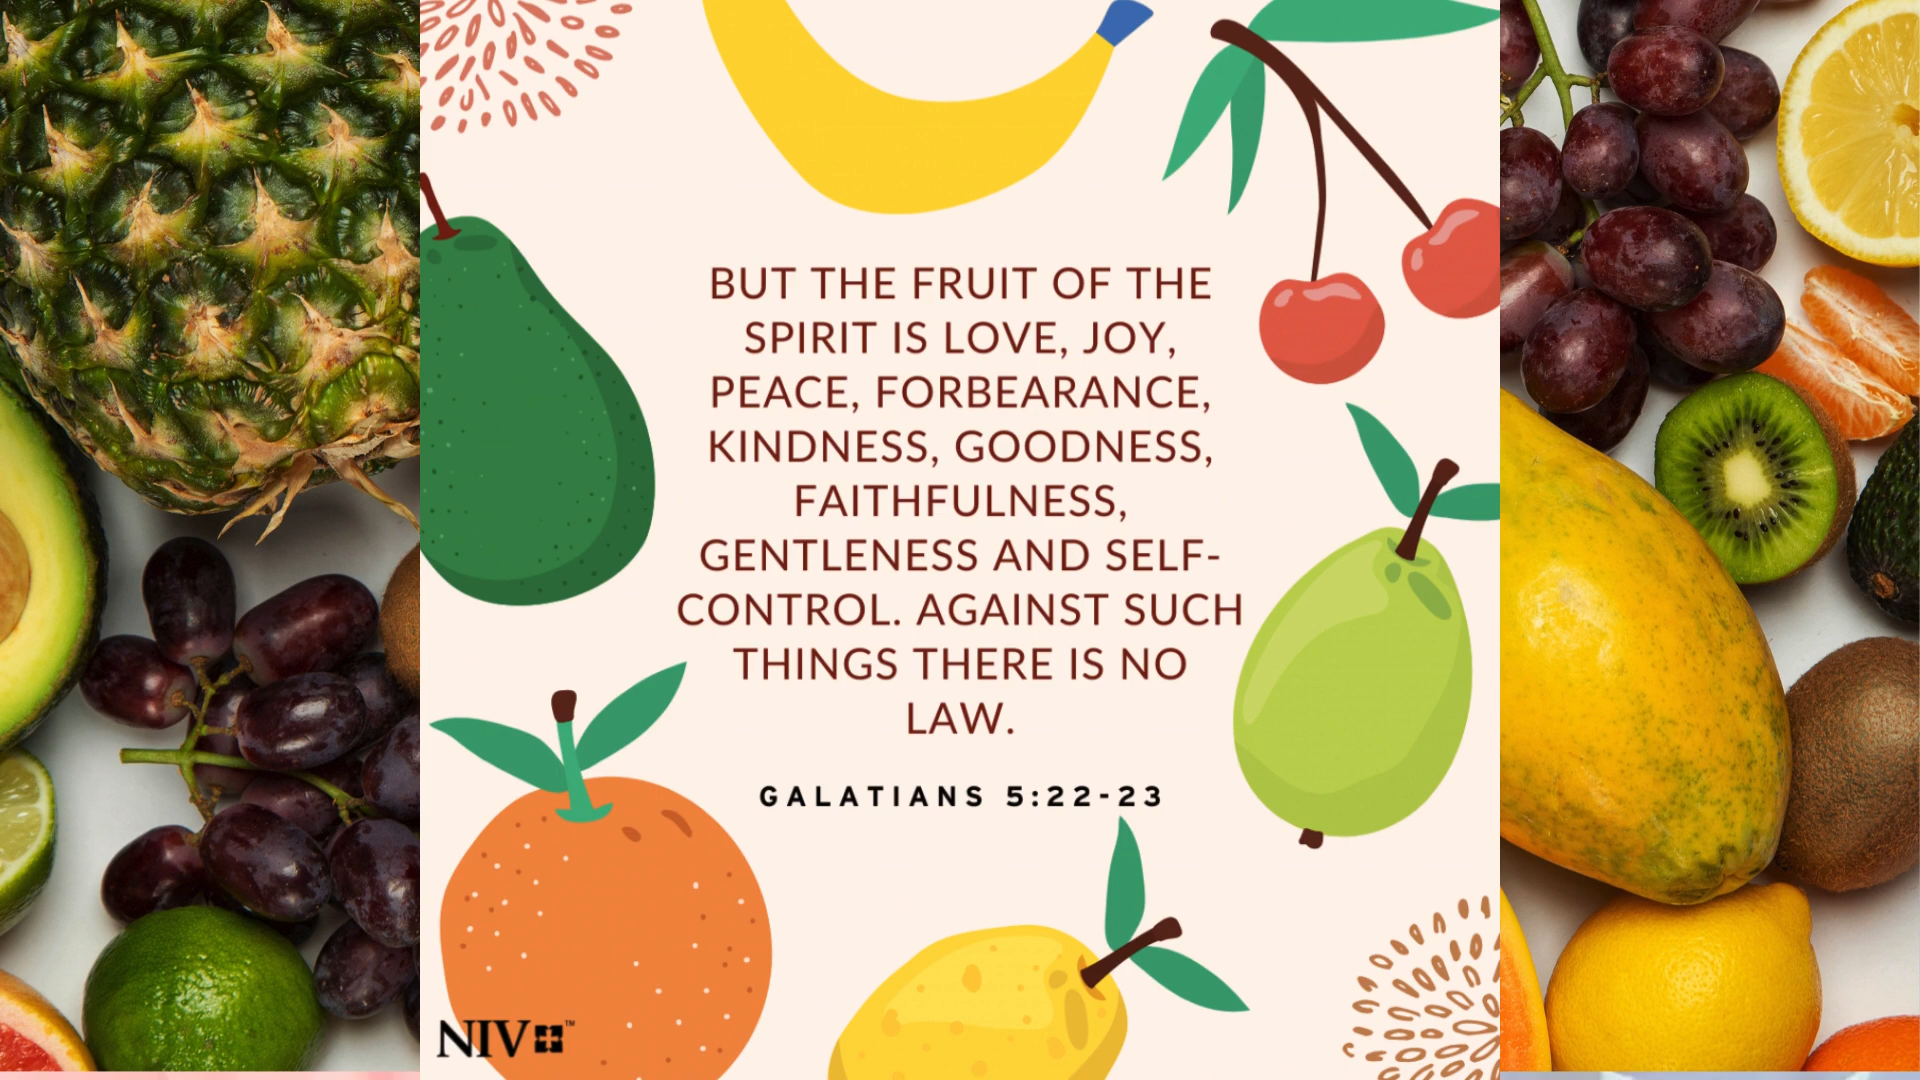 BUT THE FRUIT OF THE
SPIRIT IS LOVE, JOY,
PEACE, FORBEARANCE,
KINDNESS, GOODNESS,
FAITHFULNESS,
GENTLENESS AND SELF-
CONTROL. AGAINST SUCH
THINGS THERE IS NO
LAW.
GALATIANS 5:22-23
NIV™